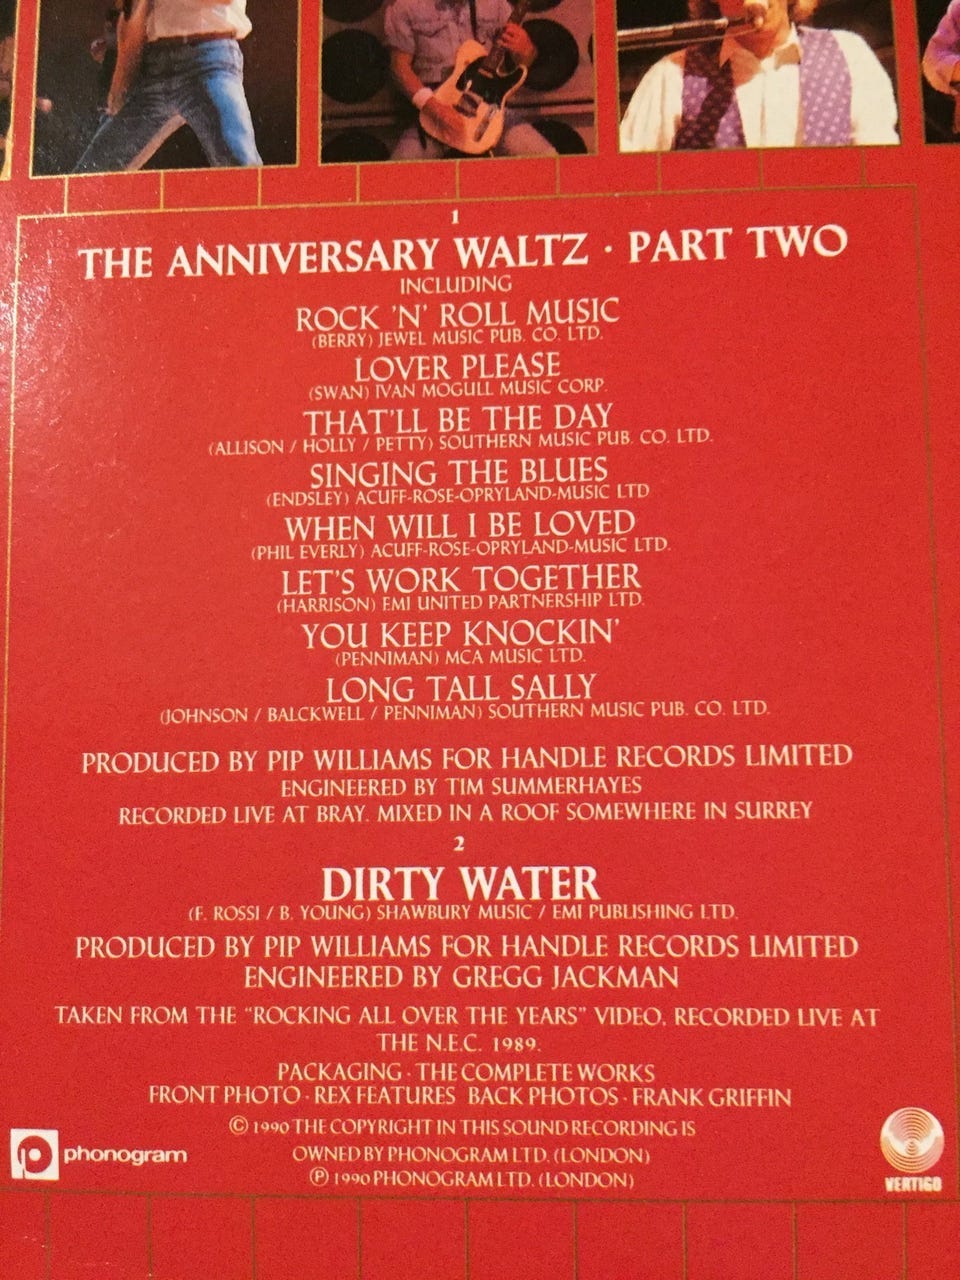 1
THE ANNIVERSARY WALTZ · PART TWO
INCLUDING
ROCK 'N' ROLL MUSIC
(BERRY) JEWEL MUSIC PUB. CO. LTD.
LOVER PLEASE
(SWAN) IVAN MOGULL MUSIC CORP.
THAT'LL BE THE DAY
(ALLISON / HOLLY / PETTY) SOUTHERN MUSIC PUB. CO. LTD.
SINGING THE BLUES
(ENDSLEY) ACUFF-ROSE-OPRYLAND-MUSIC LTD
WHEN WILL I BE LOVED
(PHIL EVERLY) ACUFF-ROSE-OPRYLAND-MUSIC LTD.
LET'S WORK TOGETHER
(HARRISON) EMI UNITED PARTNERSHIP LTD.
YOU KEEP KNOCKIN'
(PENNIMAN) MCA MUSIC LTD.
LONG TALL SALLY
(JOHNSON / BALCKWELL / PENNIMAN) SOUTHERN MUSIC PUB. CO. LTD.
PRODUCED BY PIP WILLIAMS FOR HANDLE RECORDS LIMITED
ENGINEERED BY TIM SUMMERHAYES
RECORDED LIVE AT BRAY. MIXED IN A ROOF SOMEWHERE IN SURREY
2
DIRTY WATER
(F. ROSSI / B. YOUNG) SHAWBURY MUSIC / EMI PUBLISHING LTD.
PRODUCED BY PIP WILLIAMS FOR HANDLE RECORDS LIMITED
ENGINEERED BY GREGG JACKMAN
TAKEN FROM THE "ROCKING ALL OVER THE YEARS" VIDEO, RECORDED LIVE AT
THE N.E.C. 1989.
PACKAGING · THE COMPLETE WORKS
FRONT PHOTO · REX FEATURES BACK PHOTOS · FRANK GRIFFIN
© 1990 THE COPYRIGHT IN THIS SOUND RECORDING IS
OWNED BY PHONOGRAM LTD. (LONDON)
℗ 1990 PHONOGRAM LTD. (LONDON)
phonogram
VERTIGO